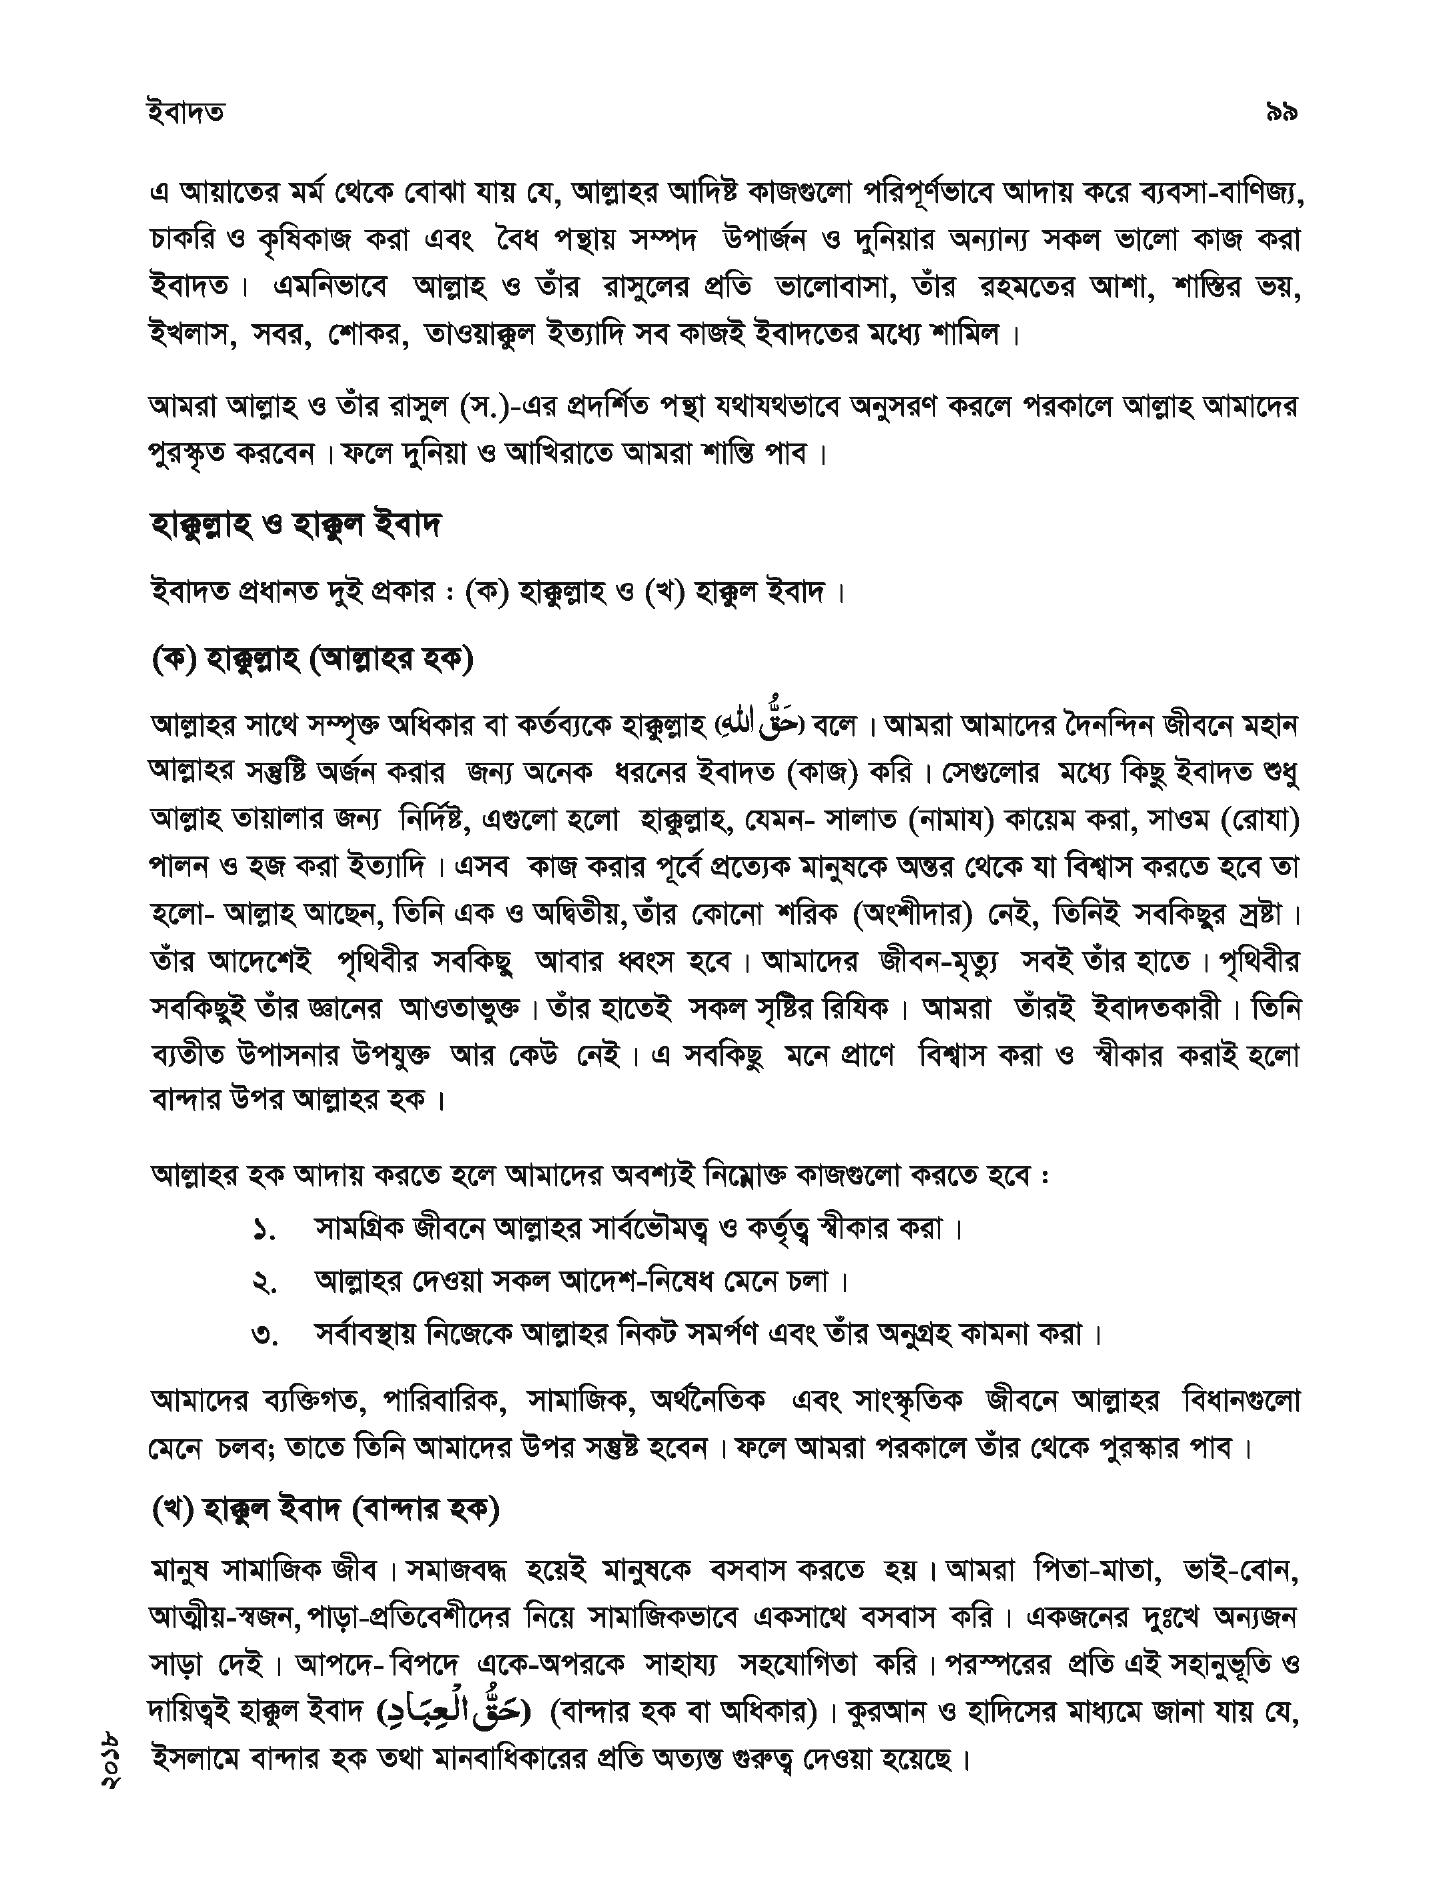 ইবাদত ৯৯
এ আয়াতের মর্ম থেকে বোঝা যায় যে, আল্লাহর আদিষ্ট কাজগুলো পরিপূর্ণভাবে আদায় করে ব্যবসা-বাণিজ্য,
চাকরি ও কৃষিকাজ করা এবং বৈধ পন্থায় সম্পদ উপার্জন ও দুনিয়ার অন্যান্য সকল ভালো কাজ করা
ইবাদত। এমনিভাবে আল্লাহ ও তাঁর রাসুলের প্রতি ভালোবাসা, তাঁর রহমতের আশা, শাস্তির ভয়,
ইখলাস, সবর, শোকর, তাওয়াক্কুল ইত্যাদি সব কাজই ইবাদতের মধ্যে শামিল।
আমরা আল্লাহ ও তাঁর রাসুল (স.)-এর প্রদর্শিত পন্থা যথাযথভাবে অনুসরণ করলে পরকালে আল্লাহ আমাদের
পুরস্কৃত করবেন। ফলে দুনিয়া ও আখিরাতে আমরা শান্তি পাব।
হাক্কুল্লাহ ও হাক্কুল ইবাদ
ইবাদত প্রধানত দুই প্রকার : (ক) হাক্কুল্লাহ ও (খ) হাক্কুল ইবাদ।
(ক) হাক্কুল্লাহ (আল্লাহর হক)
আল্লাহর সাথে সম্পৃক্ত অধিকার বা কর্তব্যকে হাক্কুল্লাহ (حَقُّ اللهِ) বলে। আমরা আমাদের দৈনন্দিন জীবনে মহান
আল্লাহর সন্তুষ্টি অর্জন করার জন্য অনেক ধরনের ইবাদত (কাজ) করি। সেগুলোর মধ্যে কিছু ইবাদত শুধু
আল্লাহ তায়ালার জন্য নির্দিষ্ট, এগুলো হলো হাক্কুল্লাহ, যেমন- সালাত (নামায) কায়েম করা, সাওম (রোযা)
পালন ও হজ করা ইত্যাদি। এসব কাজ করার পূর্বে প্রত্যেক মানুষকে অন্তর থেকে যা বিশ্বাস করতে হবে তা
হলো- আল্লাহ আছেন, তিনি এক ও অদ্বিতীয়, তাঁর কোনো শরিক (অংশীদার) নেই, তিনিই সবকিছুর স্রষ্টা।
তাঁর আদেশেই পৃথিবীর সবকিছু আবার ধ্বংস হবে। আমাদের জীবন-মৃত্যু সবই তাঁর হাতে। পৃথিবীর
সবকিছুই তাঁর জ্ঞানের আওতাভুক্ত। তাঁর হাতেই সকল সৃষ্টির রিযিক। আমরা তাঁরই ইবাদতকারী। তিনি
ব্যতীত উপাসনার উপযুক্ত আর কেউ নেই। এ সবকিছু মনে প্রাণে বিশ্বাস করা ও স্বীকার করাই হলো
বান্দার উপর আল্লাহর হক।
আল্লাহর হক আদায় করতে হলে আমাদের অবশ্যই নিম্নোক্ত কাজগুলো করতে হবে :
১. সামগ্রিক জীবনে আল্লাহর সার্বভৌমত্ব ও কর্তৃত্ব স্বীকার করা।
২. আল্লাহর দেওয়া সকল আদেশ-নিষেধ মেনে চলা।
৩. সর্বাবস্থায় নিজেকে আল্লাহর নিকট সমর্পণ এবং তাঁর অনুগ্রহ কামনা করা।
আমাদের ব্যক্তিগত, পারিবারিক, সামাজিক, অর্থনৈতিক এবং সাংস্কৃতিক জীবনে আল্লাহর বিধানগুলো
মেনে চলব; তাতে তিনি আমাদের উপর সন্তুষ্ট হবেন। ফলে আমরা পরকালে তাঁর থেকে পুরস্কার পাব।
(খ) হাক্কুল ইবাদ (বান্দার হক)
মানুষ সামাজিক জীব। সমাজবদ্ধ হয়েই মানুষকে বসবাস করতে হয়। আমরা পিতা-মাতা, ভাই-বোন,
আত্মীয়-স্বজন, পাড়া-প্রতিবেশীদের নিয়ে সামাজিকভাবে একসাথে বসবাস করি। একজনের দুঃখে অন্যজন
সাড়া দেই। আপদে- বিপদে একে-অপরকে সাহায্য সহযোগিতা করি। পরস্পরের প্রতি এই সহানুভূতি ও
দায়িত্বই হাক্কুল ইবাদ (حَقُّ الْعِبَادِ) (বান্দার হক বা অধিকার)। কুরআন ও হাদিসের মাধ্যমে জানা যায় যে,
ইসলামে বান্দার হক তথা মানবাধিকারের প্রতি অত্যন্ত গুরুত্ব দেওয়া হয়েছে।
২০১৮